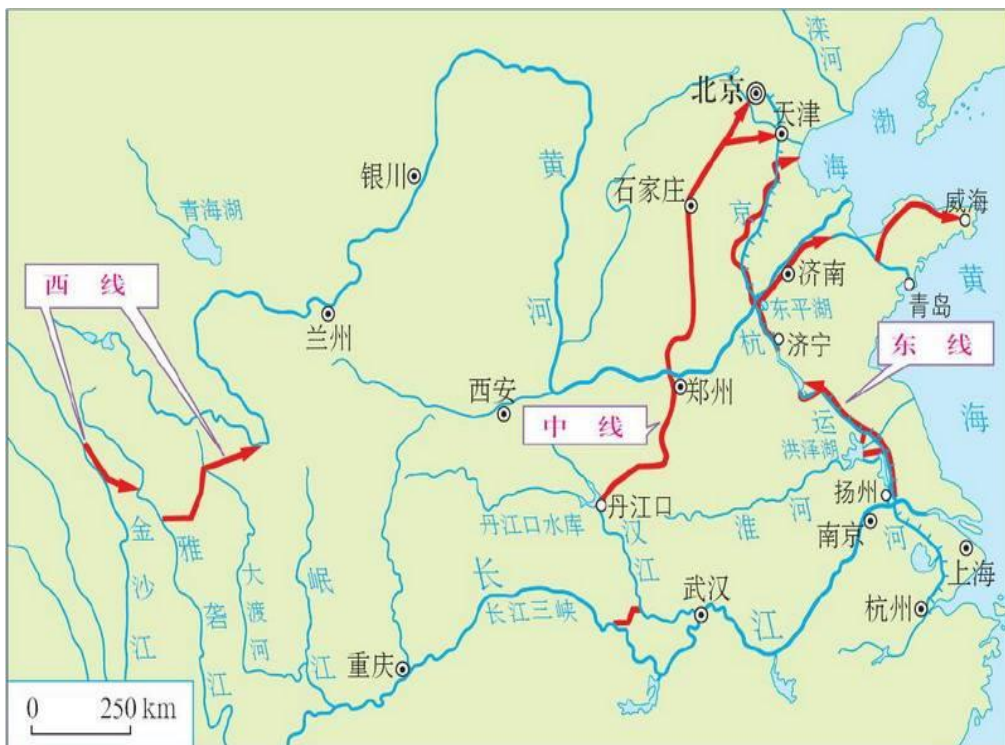 滦河
北京
天津
渤海
银川
黄河
石家庄
威海
青海湖
京杭运河
济南
西线
黄海
青岛
东平湖
兰州
济宁
东线
西安
郑州
中线
洪泽湖
扬州
丹江口
丹江口水库
汉江
淮河
南京
金沙江
雅砻江
大渡河
岷江
长江
上海
长江三峡
武汉
杭州
重庆
0 250 km